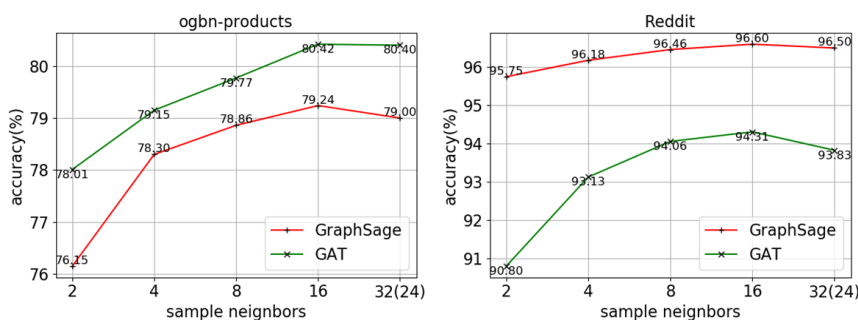 ogbn-products
accuracy(%)
80
79
78
77
76
78.01
79.15
79.77
80.42
80.40
76.15
78.30
78.86
79.24
79.00
GraphSage
GAT
2 4 8 16 32(24)
sample neignbors
Reddit
accuracy(%)
96
95
94
93
92
91
95.75
96.18
96.46
96.60
96.50
90.80
93.13
94.06
94.31
93.83
GraphSage
GAT
2 4 8 16 32(24)
sample neignbors